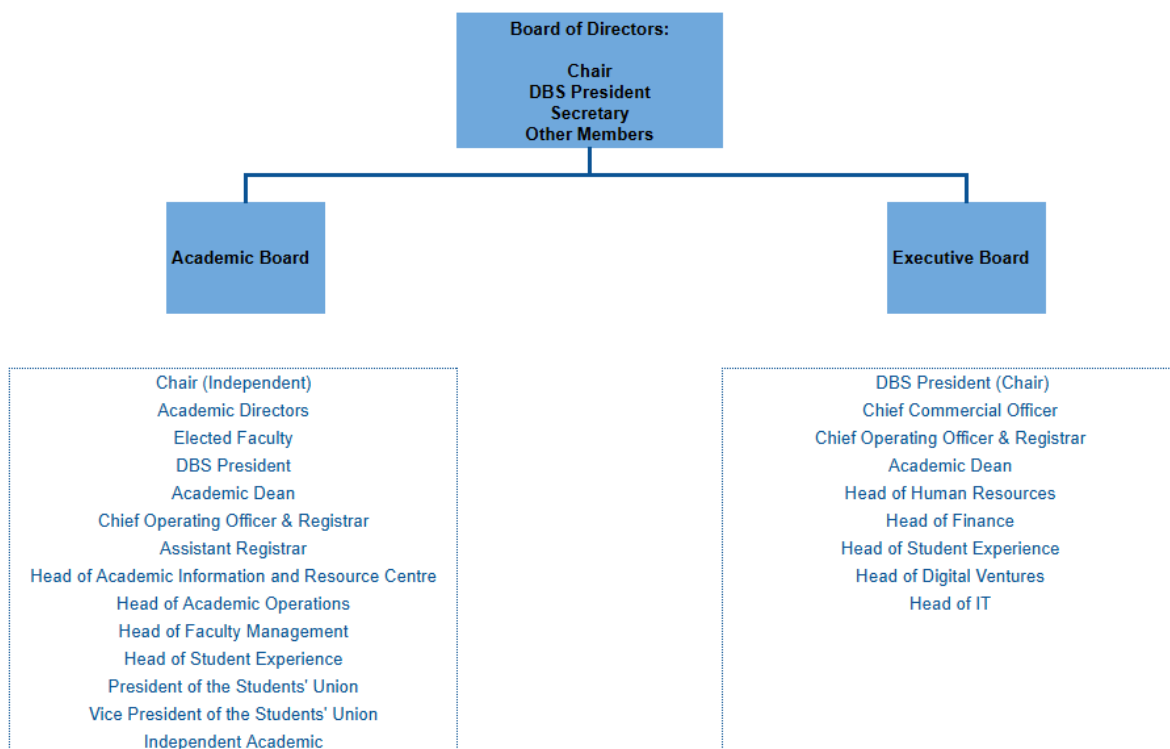 Board of Directors:
Chair
DBS President
Secretary
Other Members
Academic Board
Executive Board
Chair (Independent)
Academic Directors
Elected Faculty
DBS President
Academic Dean
Chief Operating Officer & Registrar
Assistant Registrar
Head of Academic Information and Resource Centre
Head of Academic Operations
Head of Faculty Management
Head of Student Experience
President of the Students' Union
Vice President of the Students' Union
Independent Academic
DBS President (Chair)
Chief Commercial Officer
Chief Operating Officer & Registrar
Academic Dean
Head of Human Resources
Head of Finance
Head of Student Experience
Head of Digital Ventures
Head of IT